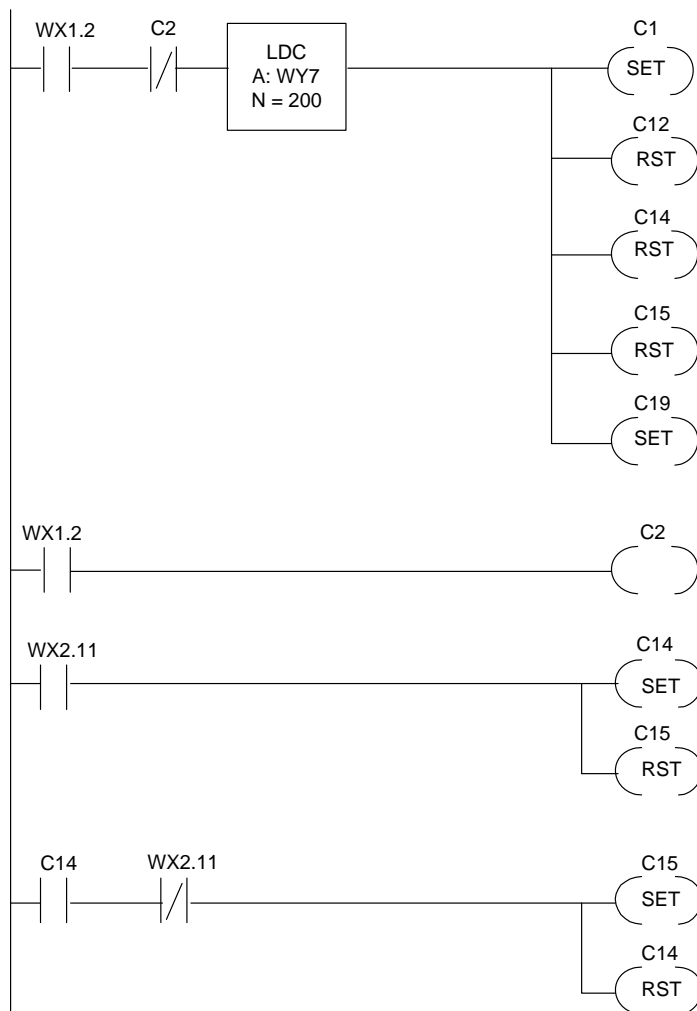 WX1.2 C2 C1
LDC
A: WY7
N = 200
SET
C12
RST
C14
RST
C15
RST
C19
SET
WX1.2 C2
WX2.11 C14
SET
C15
RST
C14 WX2.11 C15
SET
C14
RST